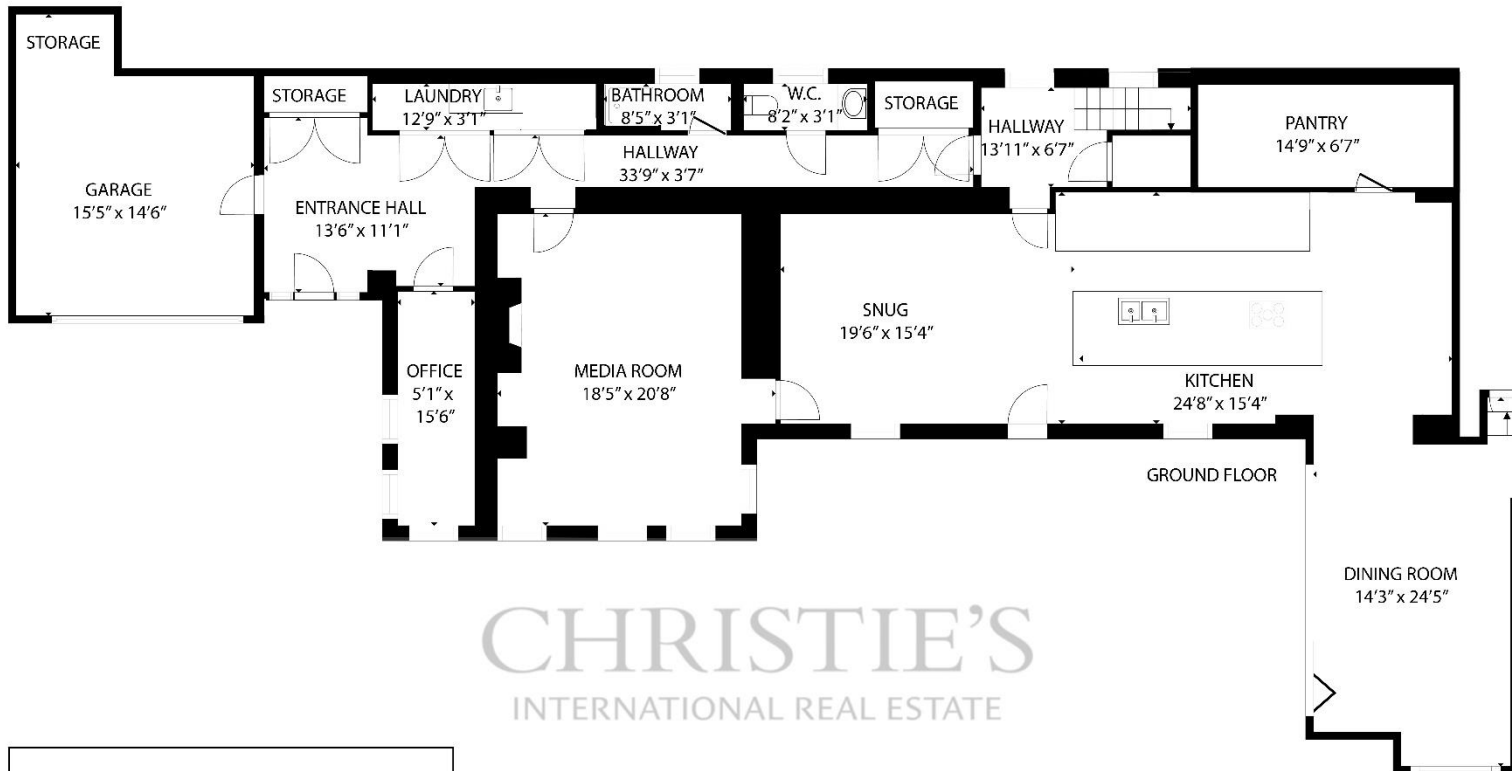 STORAGE
STORAGE
LAUNDRY
12'9" x 3'1"
BATHROOM
8'5" x 3'1"
W.C.
8'2" x 3'1"
STORAGE
HALLWAY
13'11" x 6'7"
PANTRY
14'9" x 6'7"
HALLWAY
33'9" x 3'7"
GARAGE
15'5" x 14'6"
ENTRANCE HALL
13'6" x 11'1"
OFFICE
5'1" x
15'6"
MEDIA ROOM
18'5" x 20'8"
SNUG
19'6" x 15'4"
KITCHEN
24'8" x 15'4"
GROUND FLOOR
DINING ROOM
14'3" x 24'5"
CHRISTIE'S
INTERNATIONAL REAL ESTATE